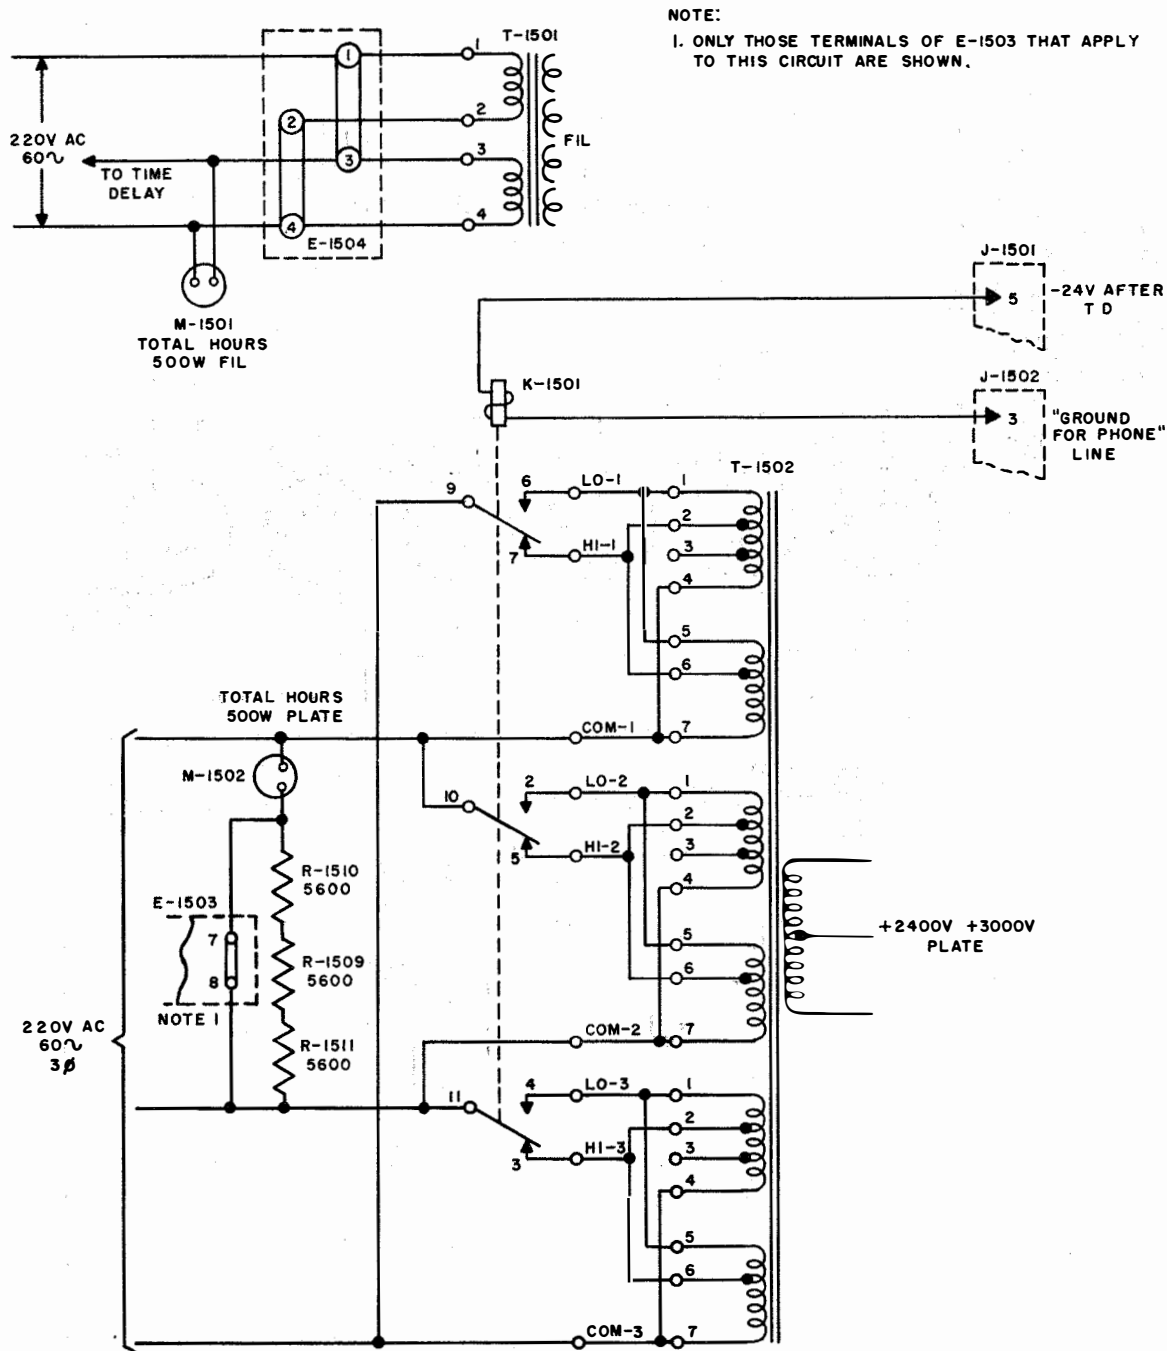 NOTE:
1. ONLY THOSE TERMINALS OF E-1503 THAT APPLY
TO THIS CIRCUIT ARE SHOWN.
T-1501
1
1
2
2
3
3
4
4
FIL
E-1504
220V AC
60~
TO TIME
DELAY
M-1501
TOTAL HOURS
500W FIL
J-1501
5
-24V AFTER
T D
K-1501
J-1502
3
"GROUND
FOR PHONE"
LINE
T-1502
9
6
LO-1
1
2
7
HI-1
3
4
5
6
COM-1
7
TOTAL HOURS
500W PLATE
M-1502
10
2
LO-2
1
2
5
HI-2
3
4
5
6
COM-2
7
R-1510
5600
E-1503
7
8
NOTE 1
R-1509
5600
R-1511
5600
+2400V +3000V
PLATE
220V AC
60~
3ø
11
4
LO-3
1
2
3
HI-3
3
4
5
6
COM-3
7